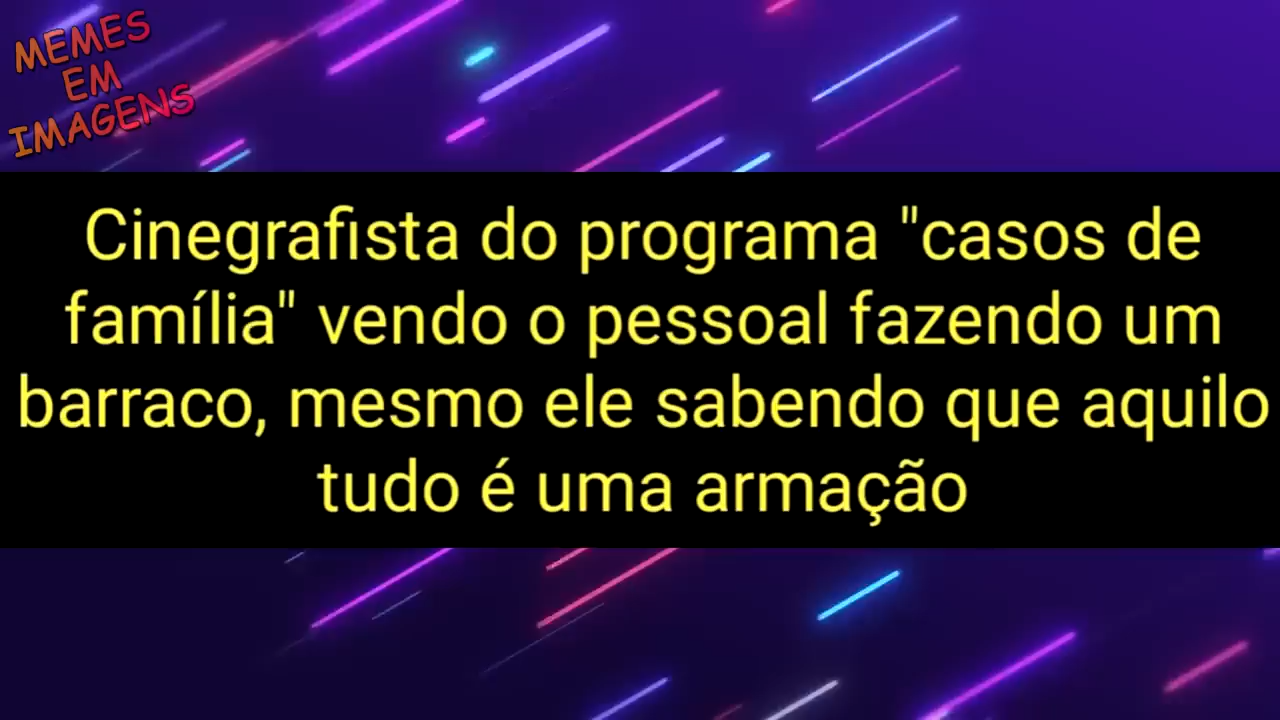 MEMES
EM
IMAGENS
Cinegrafista do programa "casos de
família" vendo o pessoal fazendo um
barraco, mesmo ele sabendo que aquilo
tudo é uma armação